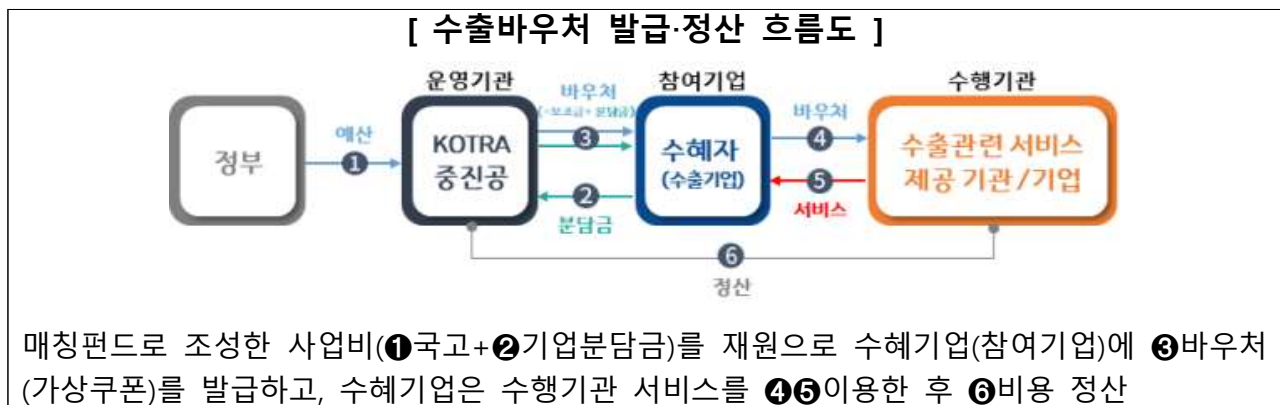 [ 수출바우처 발급·정산 흐름도 ]
운영기관
참여기업
수행기관
정부
예산
❶
KOTRA
중진공
바우처
(=보조금+분담금)
❸
❷
분담금
수혜자
(수출기업)
바우처
❹
❺
서비스
수출관련 서비스
제공 기관/기업
❻
정산
매칭펀드로 조성한 사업비(❶국고+❷기업분담금)를 재원으로 수혜기업(참여기업)에 ❸바우처
(가상쿠폰)를 발급하고, 수혜기업은 수행기관 서비스를 ❹❺이용한 후 ❻비용 정산